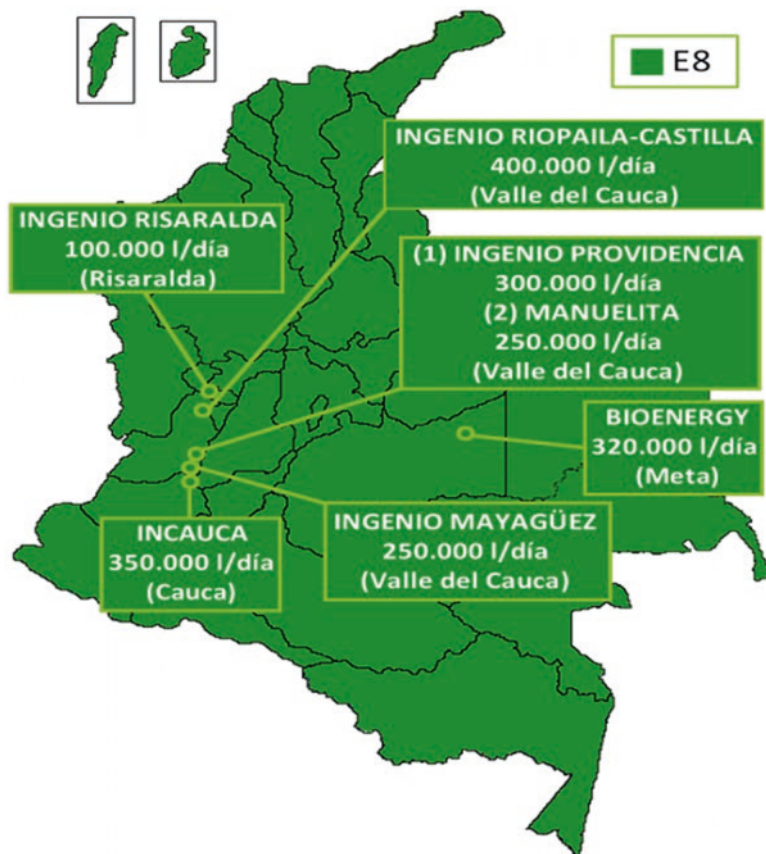 E8
INGENIO RIOPAILA-CASTILLA
400.000 l/día
(Valle del Cauca)
INGENIO RISARALDA
100.000 l/día
(Risaralda)
(1) INGENIO PROVIDENCIA
300.000 l/día
(2) MANUELITA
250.000 l/día
(Valle del Cauca)
BIOENERGY
320.000 l/día
(Meta)
INCAUCA
350.000 l/día
(Cauca)
INGENIO MAYAGÜEZ
250.000 l/día
(Valle del Cauca)